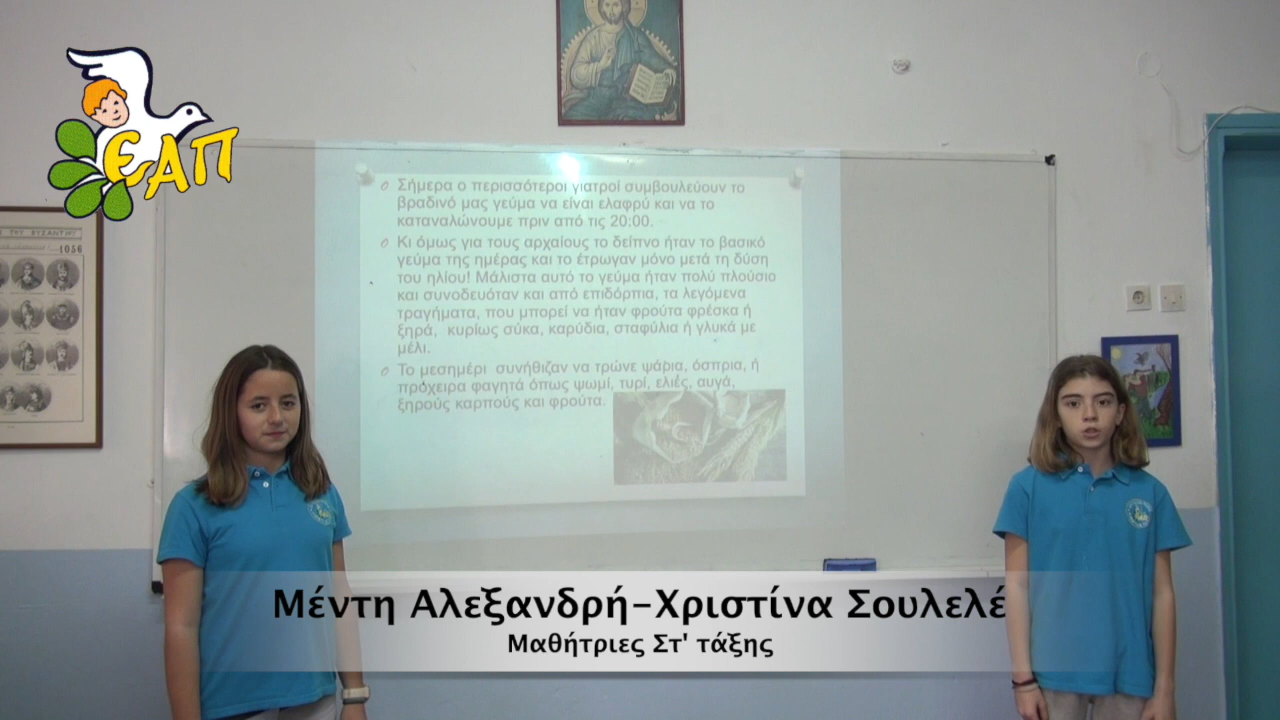 ΕΑΠ
Σήμερα ο περισσότεροι γιατροί συμβουλεύουν το
βραδινό μας γεύμα να είναι ελαφρύ και να το
καταναλώνουμε πριν από τις 20:00.
Κι όμως για τους αρχαίους το δείπνο ήταν το βασικό
γεύμα της ημέρας και το έτρωγαν μόνο μετά τη δύση
του ηλίου! Μάλιστα αυτό το γεύμα ήταν πολύ πλούσιο
και συνοδευόταν και από επιδόρπια, τα λεγόμενα
τραγήματα, που μπορεί να ήταν φρούτα φρέσκα ή
ξηρά, κυρίως σύκα, καρύδια, σταφύλια ή γλυκά με
μέλι.
Το μεσημέρι συνήθιζαν να τρώνε ψάρια, όσπρια, ή
πρόχειρα φαγητά όπως ψωμί, τυρί, ελιές, αυγά,
ξηρούς καρπούς και φρούτα.
ΤΟΥ ΒΥΖΑΝΤΙΟΥ
1056
Μέντη Αλεξανδρή-Χριστίνα Σουλελέ
Μαθήτριες Στ' τάξης